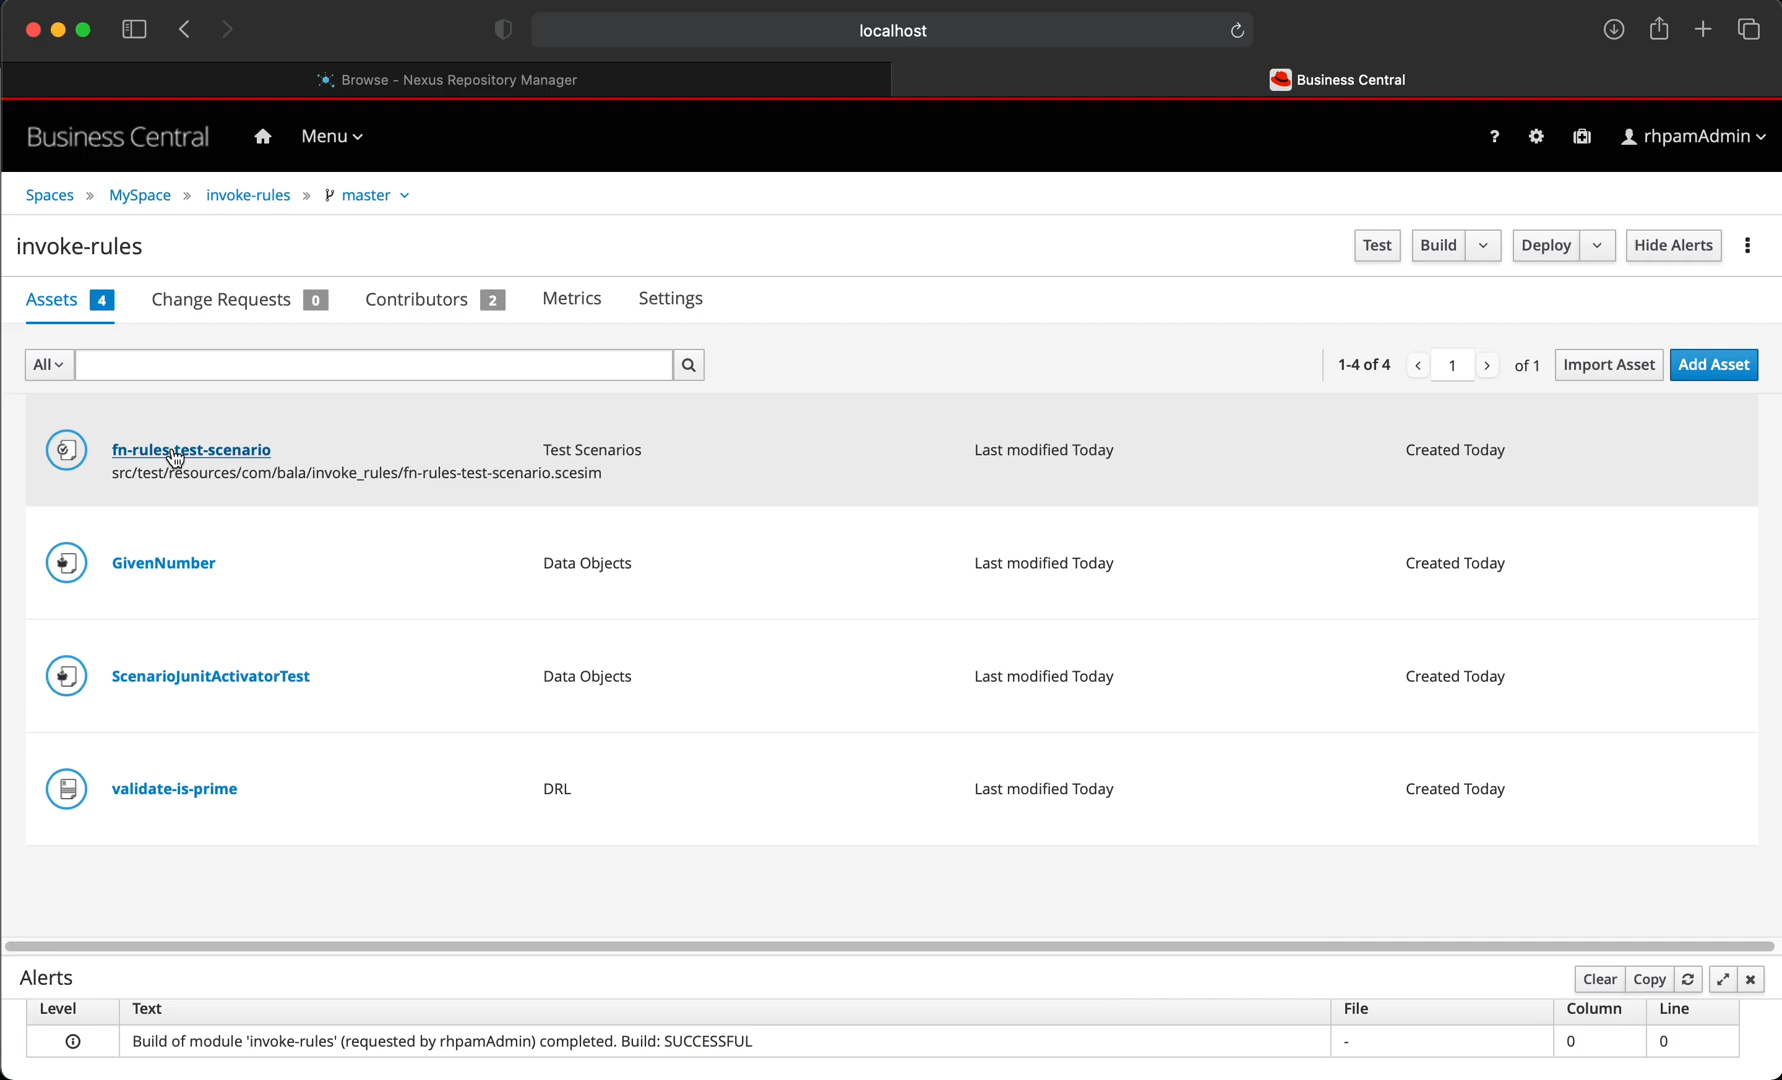 localhost
Browse - Nexus Repository Manager
Business Central
Business Central Menu ? rhpamAdmin
Spaces » MySpace » invoke-rules » master
invoke-rules
Test Build Deploy Hide Alerts
Assets 4 Change Requests 0 Contributors 2 Metrics Settings
All 1-4 of 4 < 1 > of 1 Import Asset Add Asset
fn-rules-test-scenario Test Scenarios Last modified Today Created Today
src/test/resources/com/bala/invoke_rules/fn-rules-test-scenario.scesim
GivenNumber Data Objects Last modified Today Created Today
ScenarioJunitActivatorTest Data Objects Last modified Today Created Today
validate-is-prime DRL Last modified Today Created Today
Alerts Clear Copy
Level Text File Column Line
Build of module 'invoke-rules' (requested by rhpamAdmin) completed. Build: SUCCESSFUL - 0 0